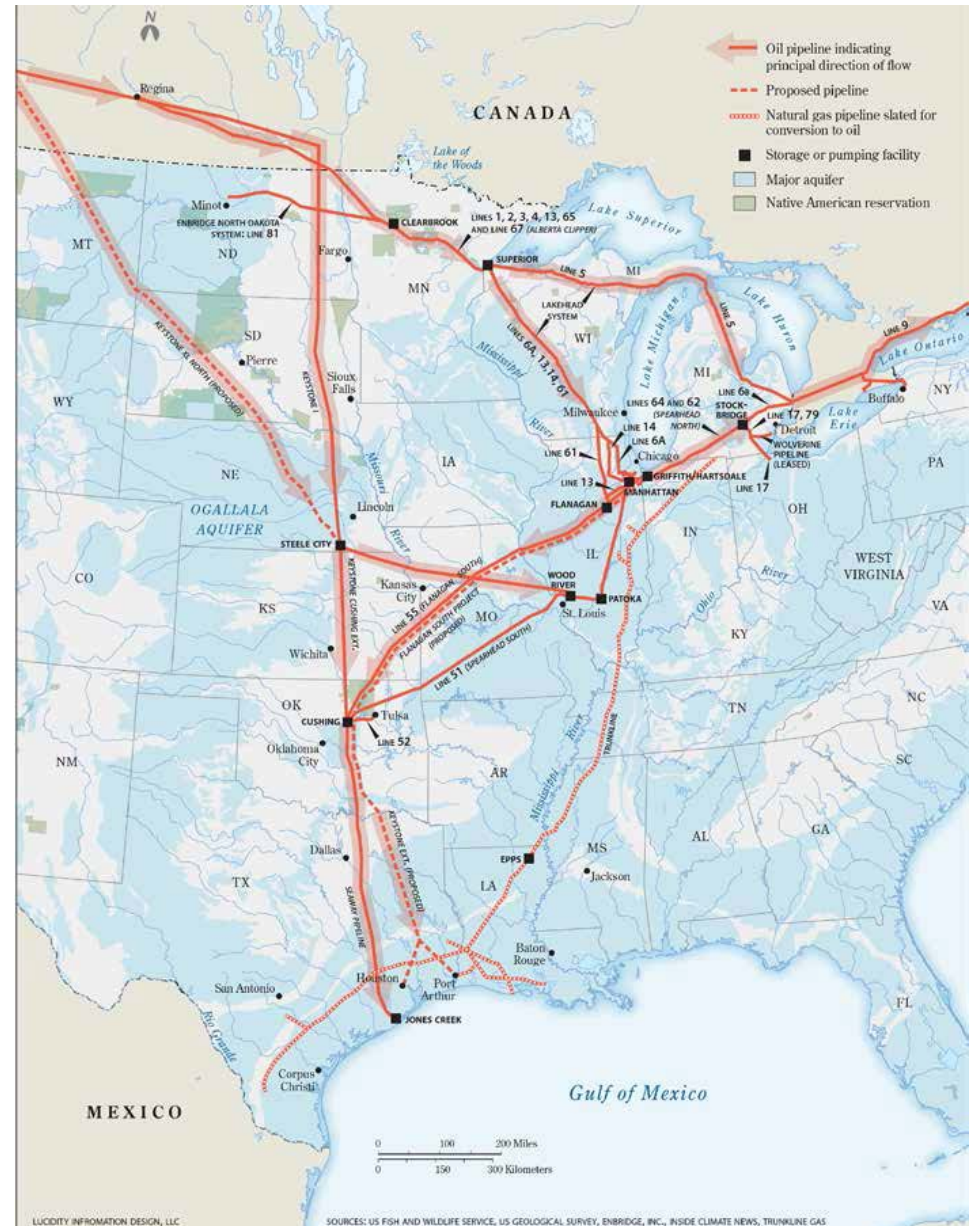 N
Oil pipeline indicating
principal direction of flow
Proposed pipeline
Natural gas pipeline slated for
conversion to oil
Storage or pumping facility
Major aquifer
Native American reservation
Regina
CANADA
Lake of
the Woods
Minot
ENBRIDGE NORTH DAKOTA
SYSTEM: LINE 81
CLEARBROOK
LINES 1, 2, 3, 4, 13, 65
AND LINE 67 (ALBERTA CLIPPER)
Lake Superior
MT
ND
Fargo
MN
SUPERIOR
LINE 5
MI
LAKEHEAD
SYSTEM
LINE 5
Lake Huron
Lake Michigan
LINE 9
Lake Ontario
SD
Pierre
KEYSTONE XL NORTH (PROPOSED)
KEYSTONE I
Sioux
Falls
LINES 6A, 13, 14, 61
WI
Mississippi
River
MI
LINE 6B
STOCK-
BRIDGE
Buffalo
NY
Lake
Erie
LINES 64 AND 62
(SPEARHEAD
NORTH)
LINE 17, 79
Detroit
WOLVERINE
PIPELINE
(LEASED)
LINE 17
PA
WY
Milwaukee
LINE 14
LINE 6A
Chicago
LINE 61
LINE 13
GRIFFITH/HARTSDALE
MANHATTAN
FLANAGAN
NE
IA
Missouri
River
OGALLALA
AQUIFER
Lincoln
IN
OH
STEELE CITY
IL
WEST
VIRGINIA
CO
KS
KEYSTONE CUSHING EXT.
Kansas
City
LINE 55 (FLANAGAN SOUTH)
FLANAGAN SOUTH PROJECT
(PROPOSED)
MO
WOOD
RIVER
PATOKA
St. Louis
Ohio
River
VA
KY
Wichita
LINE 51 (SPEARHEAD SOUTH)
OK
CUSHING
Tulsa
LINE 52
Oklahoma
City
TRUNKLINE
TN
NC
NM
AR
Mississippi
River
SC
Dallas
TX
KEYSTONE EXT. (PROPOSED)
SEAWAY PIPELINE
EPPS
LA
MS
Jackson
AL
GA
Baton
Rouge
San Antonio
Houston
Port
Arthur
JONES CREEK
FL
Rio Grande
Corpus
Christi
MEXICO
Gulf of Mexico
0 100 200 Miles
0 150 300 Kilometers
LUCIDITY INFROMATION DESIGN, LLC
SOURCES: US FISH AND WILDLIFE SERVICE, US GEOLOGICAL SURVEY, ENBRIDGE, INC., INSIDE CLIMATE NEWS, TRUNKLINE GAS